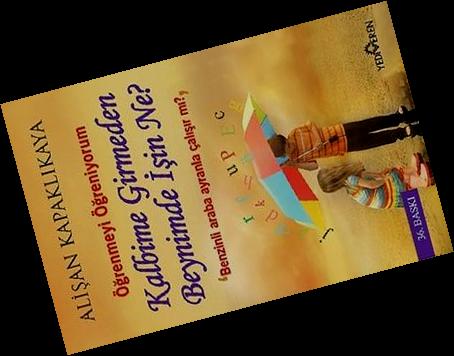 ALİŞAN KAPAKLIKAYA
Öğrenmeyi Öğreniyorum
Kalbime Girmeden
Beynimde İşin Ne?
"Benzinli araba ayranla çalışır mı?"
YEDİVEREN
36. BASKI